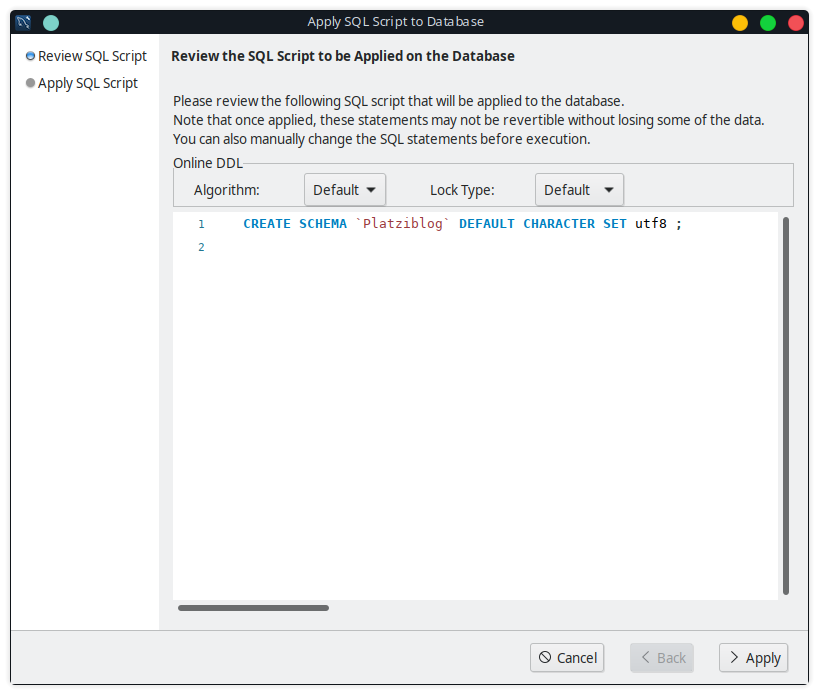 Apply SQL Script to Database
Review SQL Script
Apply SQL Script
Review the SQL Script to be Applied on the Database
Please review the following SQL script that will be applied to the database.
Note that once applied, these statements may not be revertible without losing some of the data.
You can also manually change the SQL statements before execution.
Online DDL
Algorithm: Default Lock Type: Default
1 CREATE SCHEMA `Platziblog` DEFAULT CHARACTER SET utf8 ;
2
Cancel Back Apply